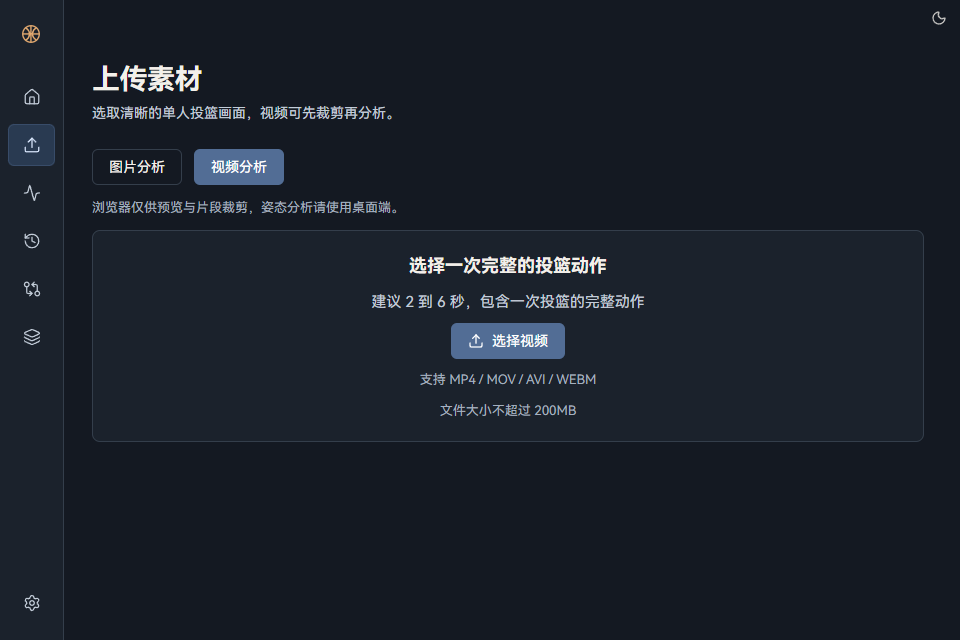 上传素材
选取清晰的单人投篮画面，视频可先裁剪再分析。
图片分析
视频分析
浏览器仅供预览与片段裁剪，姿态分析请使用桌面端。
选择一次完整的投篮动作
建议 2 到 6 秒，包含一次投篮的完整动作
选择视频
支持 MP4 / MOV / AVI / WEBM
文件大小不超过 200MB